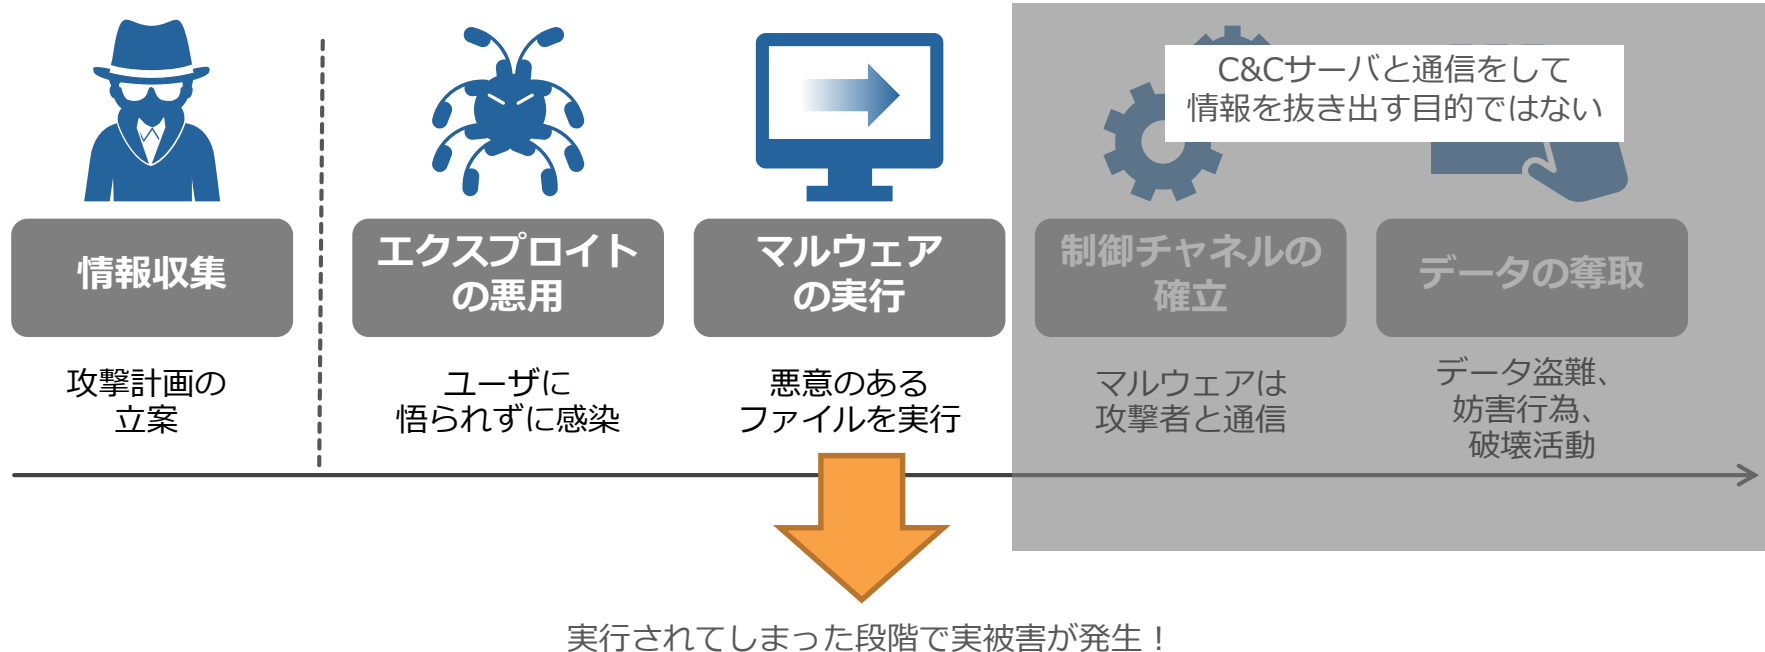 C&Cサーバと通信をして
情報を抜き出す目的ではない
情報収集
エクスプロイト
の悪用
マルウェア
の実行
制御チャネルの
確立
データの奪取
攻撃計画の
立案
ユーザに
悟られずに感染
悪意のある
ファイルを実行
マルウェアは
攻撃者と通信
データ盗難、
妨害行為、
破壊活動
実行されてしまった段階で実被害が発生！